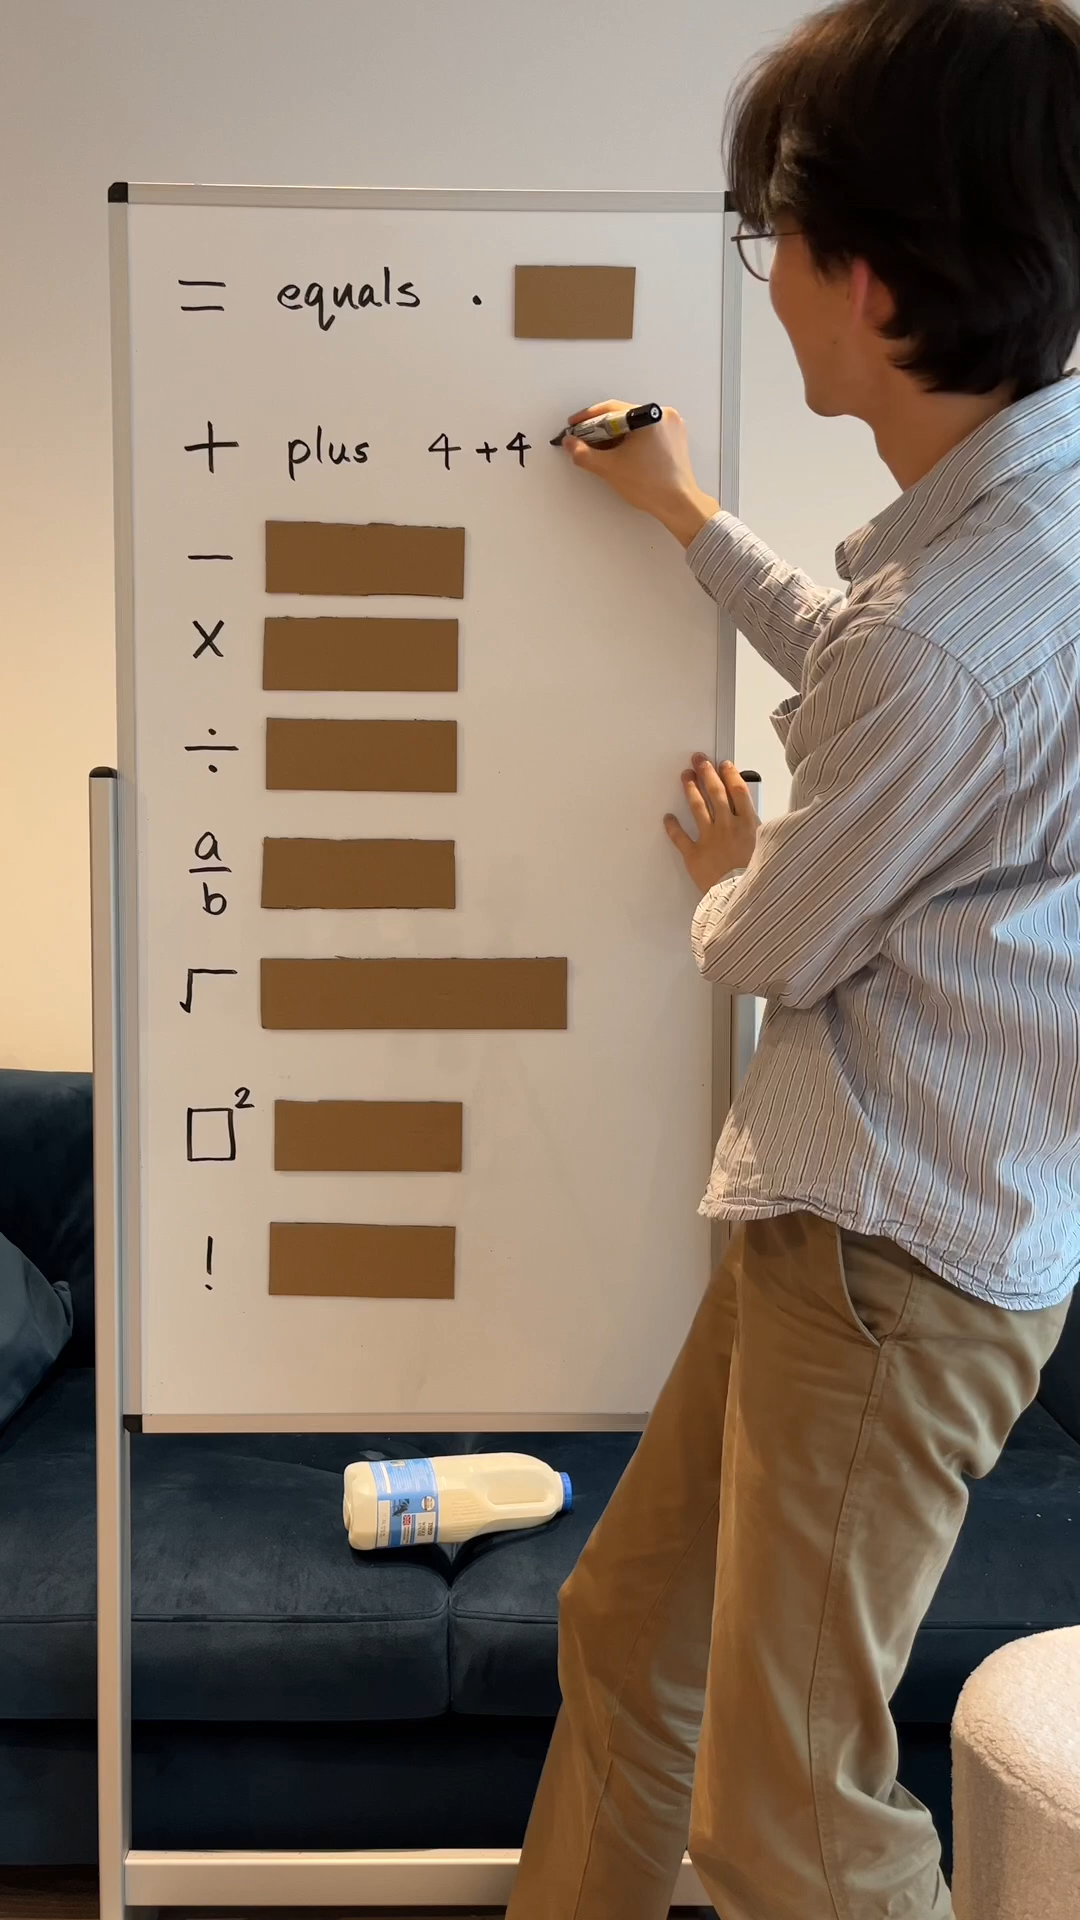 = equals .
+ plus 4 + 4
−
×
÷
a
b
√
□²
!